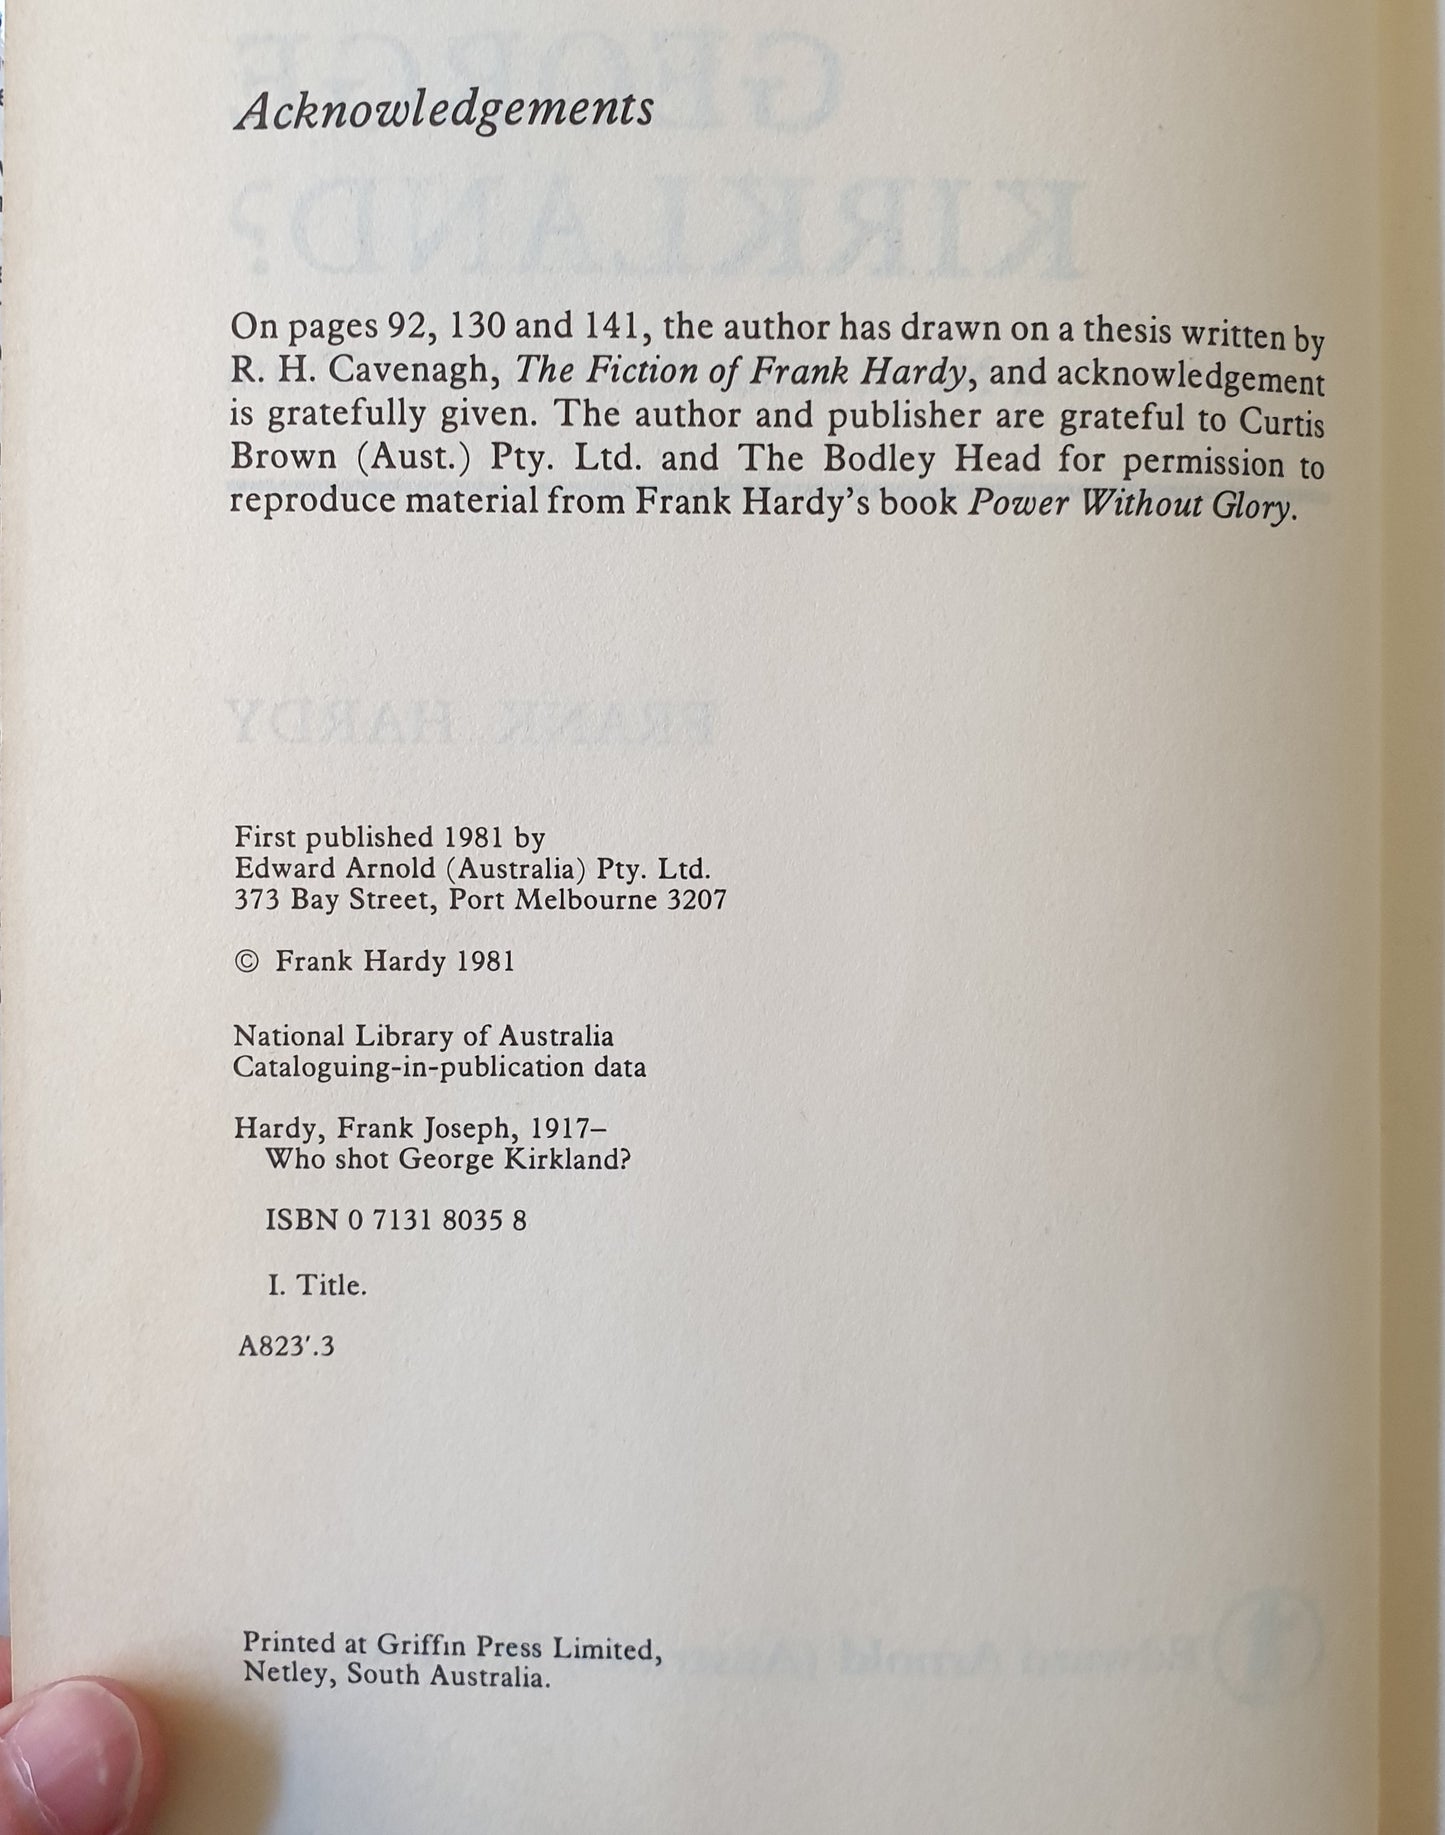 Acknowledgements
On pages 92, 130 and 141, the author has drawn on a thesis written by
R. H. Cavenagh, The Fiction of Frank Hardy, and acknowledgement
is gratefully given. The author and publisher are grateful to Curtis
Brown (Aust.) Pty. Ltd. and The Bodley Head for permission to
reproduce material from Frank Hardy's book Power Without Glory.
First published 1981 by
Edward Arnold (Australia) Pty. Ltd.
373 Bay Street, Port Melbourne 3207
© Frank Hardy 1981
National Library of Australia
Cataloguing-in-publication data
Hardy, Frank Joseph, 1917–
Who shot George Kirkland?
ISBN 0 7131 8035 8
I. Title.
A823′.3
Printed at Griffin Press Limited,
Netley, South Australia.